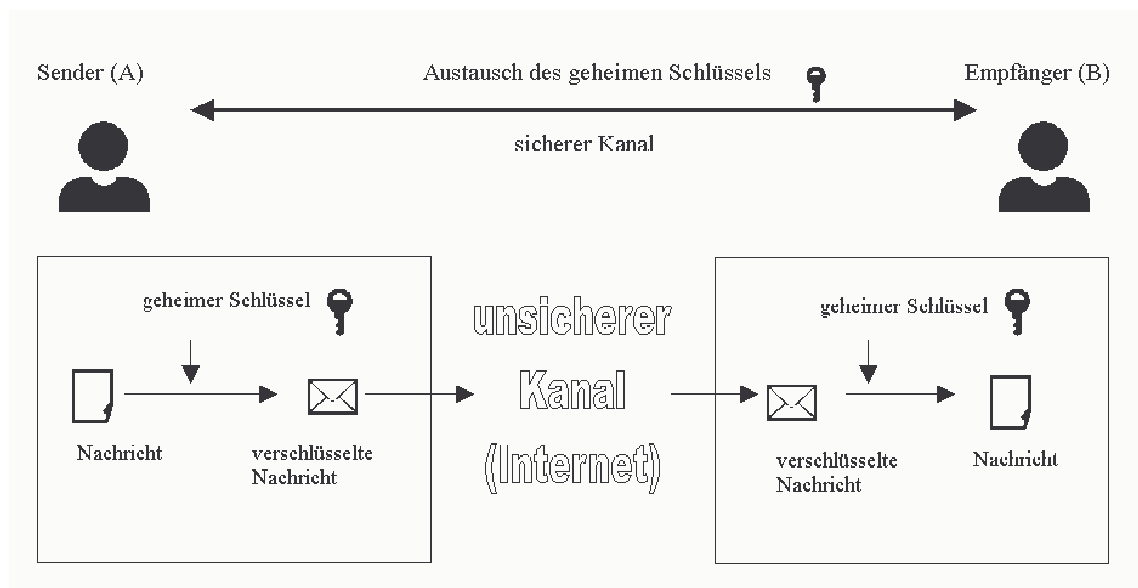 Sender (A)
Austausch des geheimen Schlüssels
Empfänger (B)
sicherer Kanal
geheimer Schlüssel
Nachricht
verschlüsselte
Nachricht
unsicherer
Kanal
(Internet)
geheimer Schlüssel
verschlüsselte
Nachricht
Nachricht